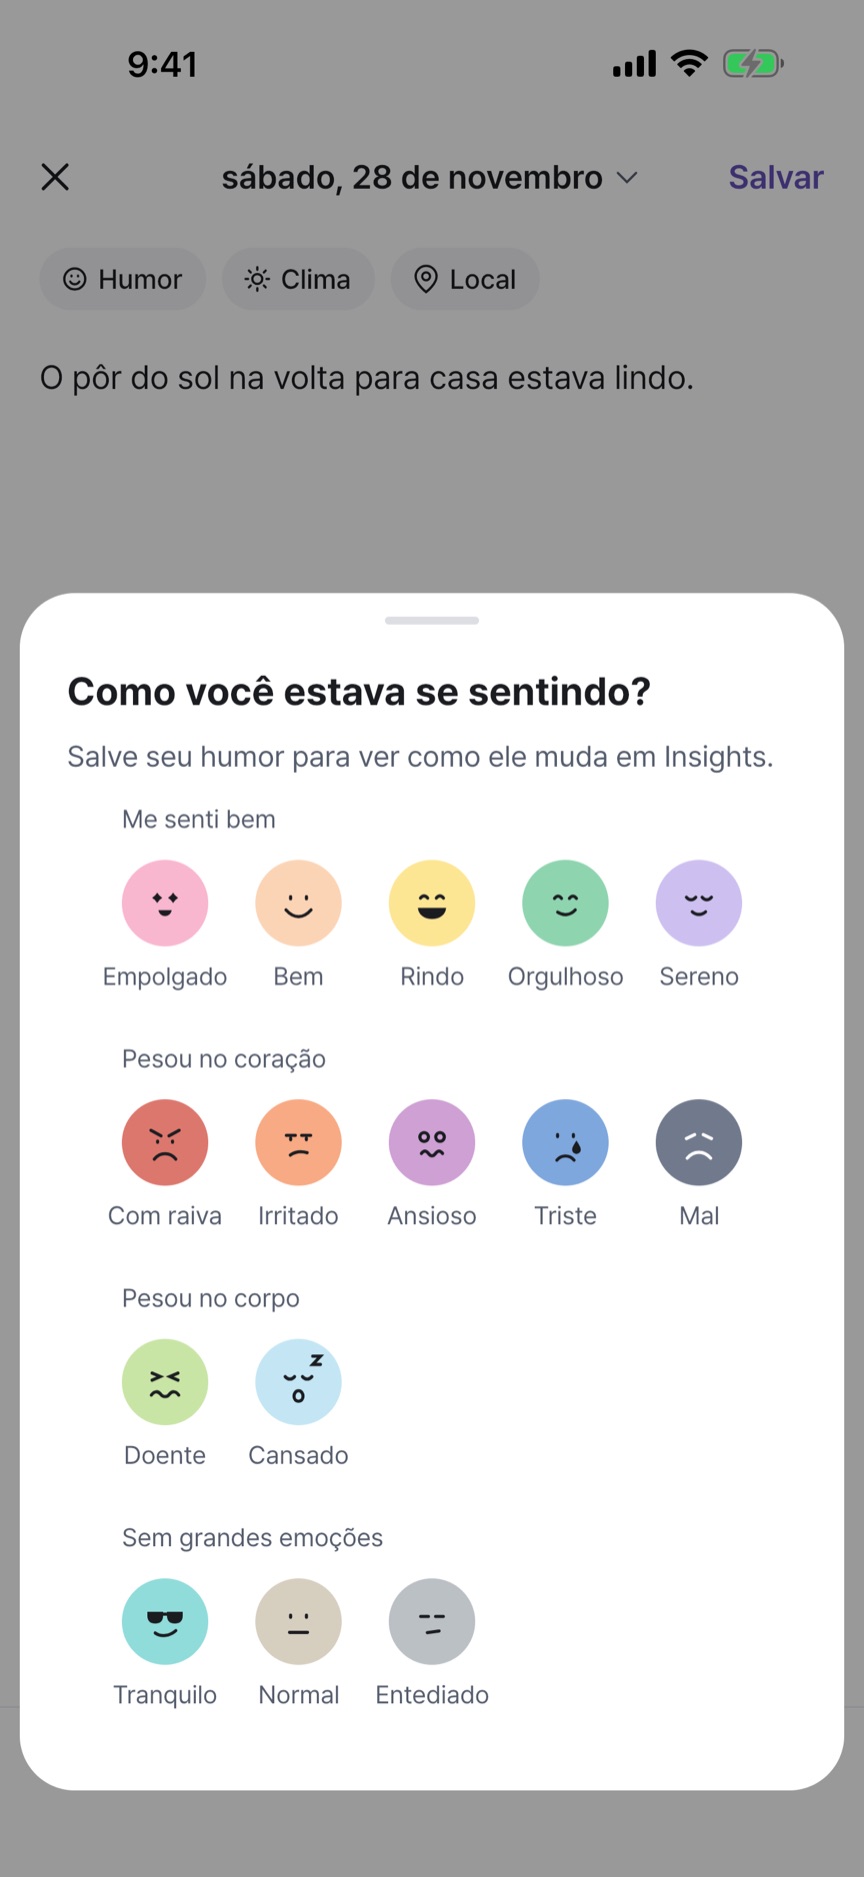 9:41
sábado, 28 de novembro
Salvar
Humor
Clima
Local
O pôr do sol na volta para casa estava lindo.
Como você estava se sentindo?
Salve seu humor para ver como ele muda em Insights.
Me senti bem
Empolgado
Bem
Rindo
Orgulhoso
Sereno
Pesou no coração
Com raiva
Irritado
Ansioso
Triste
Mal
Pesou no corpo
z
Doente
Cansado
Sem grandes emoções
Tranquilo
Normal
Entediado